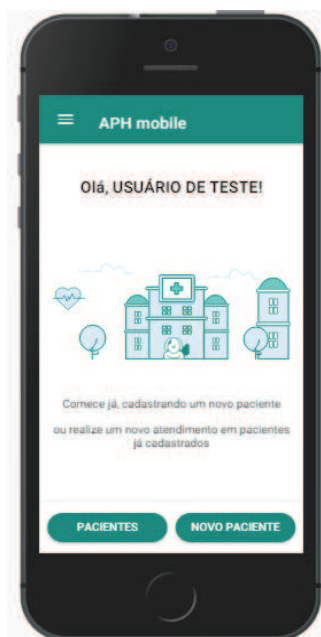 APH mobile
Olá, USUÁRIO DE TESTE!
Comece já, cadastrando um novo paciente
ou realize um novo atendimento em pacientes
já cadastrados
PACIENTES
NOVO PACIENTE